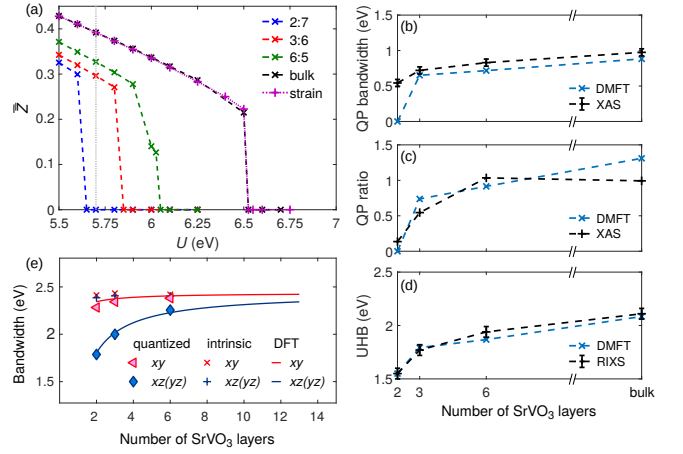 (a)
2:7
3:6
6:5
bulk
strain
Z̿
0.4
0.3
0.2
0.1
0
5.5
5.75
6
6.25
6.5
6.75
7
U (eV)
(b)
QP bandwidth (eV)
1.5
1
0.5
0
DMFT
XAS
(c)
QP ratio
1.5
1
0.5
0
DMFT
XAS
(e)
Bandwidth (eV)
2.5
2
1.5
quantized intrinsic DFT
xy xy xy
xz(yz) xz(yz) xz(yz)
2 4 6 8 10 12 14
Number of SrVO₃ layers
(d)
UHB (eV)
2.5
2
1.5
DMFT
RIXS
2 3 6 bulk
Number of SrVO₃ layers